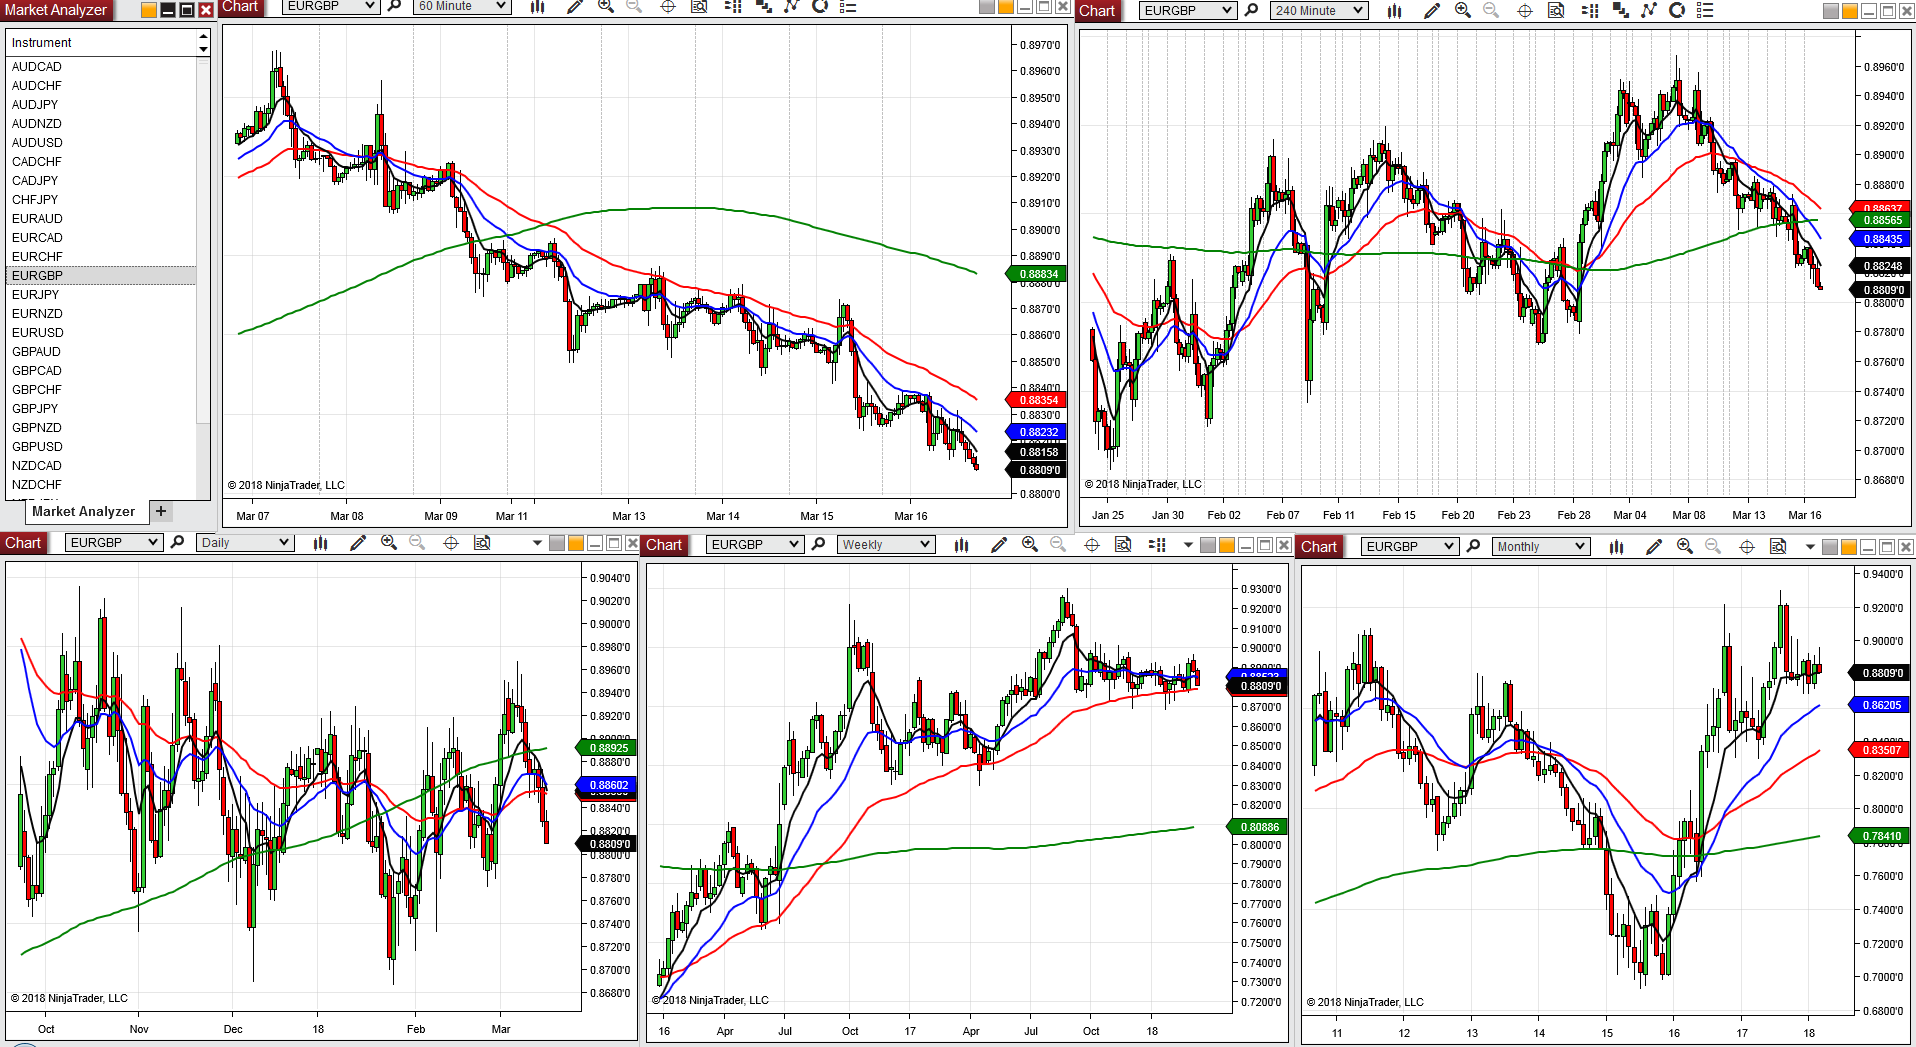 Market Analyzer
Instrument
AUDCAD
AUDCHF
AUDJPY
AUDNZD
AUDUSD
CADCHF
CADJPY
CHFJPY
EURAUD
EURCAD
EURCHF
EURGBP
EURJPY
EURNZD
EURUSD
GBPAUD
GBPCAD
GBPCHF
GBPJPY
GBPNZD
GBPUSD
NZDCAD
NZDCHF
Market Analyzer +
Chart EURGBP 60 Minute
0.8970'0
0.8960'0
0.8950'0
0.8940'0
0.8930'0
0.8920'0
0.8910'0
0.8900'0
0.8890'0
0.88834
0.8880'0
0.8870'0
0.8860'0
0.8850'0
0.8840'0
0.88354
0.8830'0
0.88232
0.88158
0.8809'0
0.8800'0
© 2018 NinjaTrader, LLC
Mar 07 Mar 08 Mar 09 Mar 11 Mar 13 Mar 14 Mar 15 Mar 16
Chart EURGBP 240 Minute
0.8960'0
0.8940'0
0.8920'0
0.8900'0
0.8880'0
0.88637
0.88565
0.88435
0.88248
0.8809'0
0.8800'0
0.8780'0
0.8760'0
0.8740'0
0.8720'0
0.8700'0
0.8680'0
© 2018 NinjaTrader, LLC
Jan 25 Jan 30 Feb 02 Feb 07 Feb 11 Feb 15 Feb 20 Feb 23 Feb 28 Mar 04 Mar 08 Mar 13 Mar 16
Chart EURGBP Daily
0.9040'0
0.9020'0
0.9000'0
0.8980'0
0.8960'0
0.8940'0
0.8920'0
0.88925
0.8880'0
0.88602
0.8840'0
0.8820'0
0.8809'0
0.8800'0
0.8780'0
0.8760'0
0.8740'0
0.8720'0
0.8700'0
0.8680'0
© 2018 NinjaTrader, LLC
Oct Nov Dec 18 Feb Mar
Chart EURGBP Weekly
0.9300'0
0.9200'0
0.9100'0
0.9000'0
0.8809'0
0.8700'0
0.8600'0
0.8500'0
0.8400'0
0.8300'0
0.8200'0
0.80886
0.8000'0
0.7900'0
0.7800'0
0.7700'0
0.7600'0
0.7500'0
0.7400'0
0.7300'0
0.7200'0
© 2018 NinjaTrader, LLC
16 Apr Jul Oct 17 Apr Jul Oct 18
Chart EURGBP Monthly
0.9400'0
0.9200'0
0.9000'0
0.8809'0
0.86205
0.83507
0.8200'0
0.8000'0
0.78410
0.7600'0
0.7400'0
0.7200'0
0.7000'0
0.6800'0
© 2018 NinjaTrader, LLC
11 12 13 14 15 16 17 18